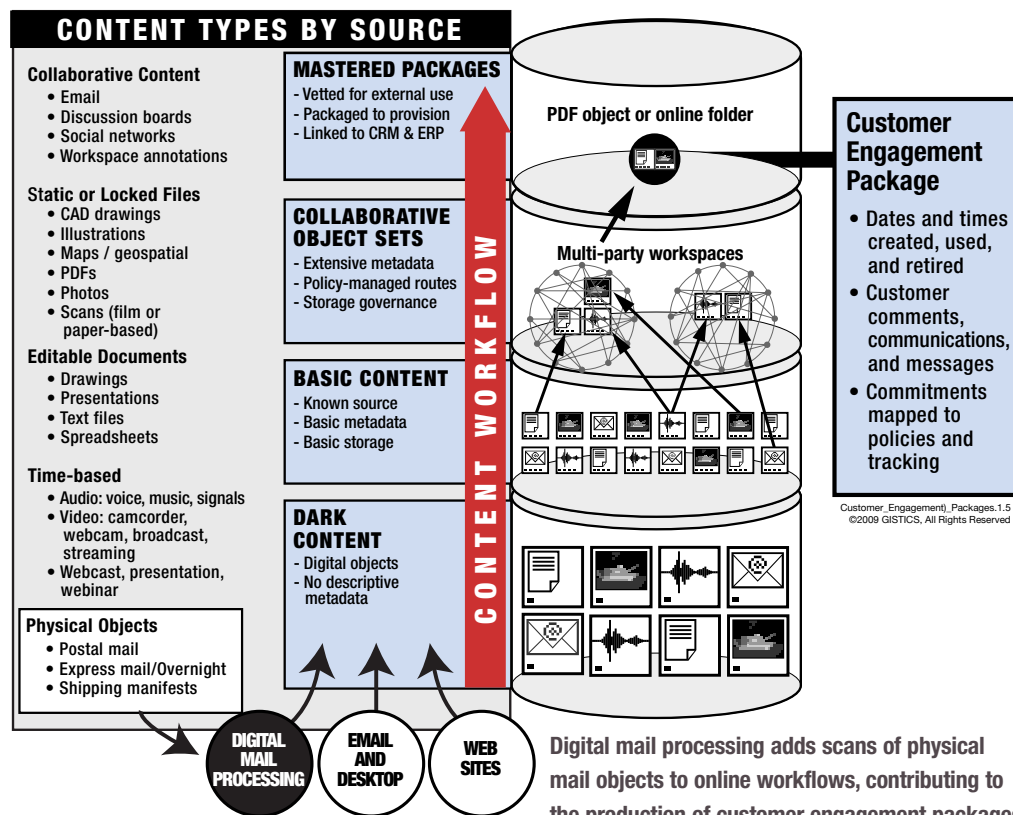 CONTENT TYPES BY SOURCE
Collaborative Content
• Email
• Discussion boards
• Social networks
• Workspace annotations
Static or Locked Files
• CAD drawings
• Illustrations
• Maps / geospatial
• PDFs
• Photos
• Scans (film or
paper-based)
Editable Documents
• Drawings
• Presentations
• Text files
• Spreadsheets
Time-based
• Audio: voice, music, signals
• Video: camcorder,
webcam, broadcast,
streaming
• Webcast, presentation,
webinar
Physical Objects
• Postal mail
• Express mail/Overnight
• Shipping manifests
MASTERED PACKAGES
- Vetted for external use
- Packaged to provision
- Linked to CRM & ERP
COLLABORATIVE
OBJECT SETS
- Extensive metadata
- Policy-managed routes
- Storage governance
BASIC CONTENT
- Known source
- Basic metadata
- Basic storage
DARK
CONTENT
- Digital objects
- No descriptive
metadata
CONTENT WORKFLOW
DIGITAL
MAIL
PROCESSING
EMAIL
AND
DESKTOP
WEB
SITES
PDF object or online folder
Multi-party workspaces
Customer
Engagement
Package
• Dates and times
created, used,
and retired
• Customer
comments,
communications,
and messages
• Commitments
mapped to
policies and
tracking
Customer_Engagement)_Packages.1.5
©2009 GISTICS, All Rights Reserved
Digital mail processing adds scans of physical
mail objects to online workflows, contributing to
the production of customer engagement packages